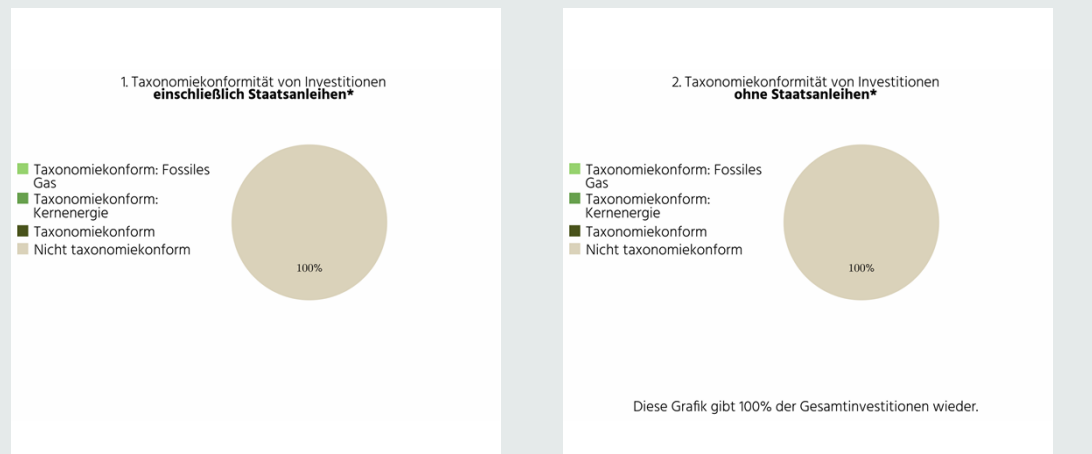 1. Taxonomiekonformität von Investitionen
einschließlich Staatsanleihen*
Taxonomiekonform: Fossiles
Gas
Taxonomiekonform:
Kernenergie
Taxonomiekonform
Nicht taxonomiekonform
100%
2. Taxonomiekonformität von Investitionen
ohne Staatsanleihen*
Taxonomiekonform: Fossiles
Gas
Taxonomiekonform:
Kernenergie
Taxonomiekonform
Nicht taxonomiekonform
100%
Diese Grafik gibt 100% der Gesamtinvestitionen wieder.